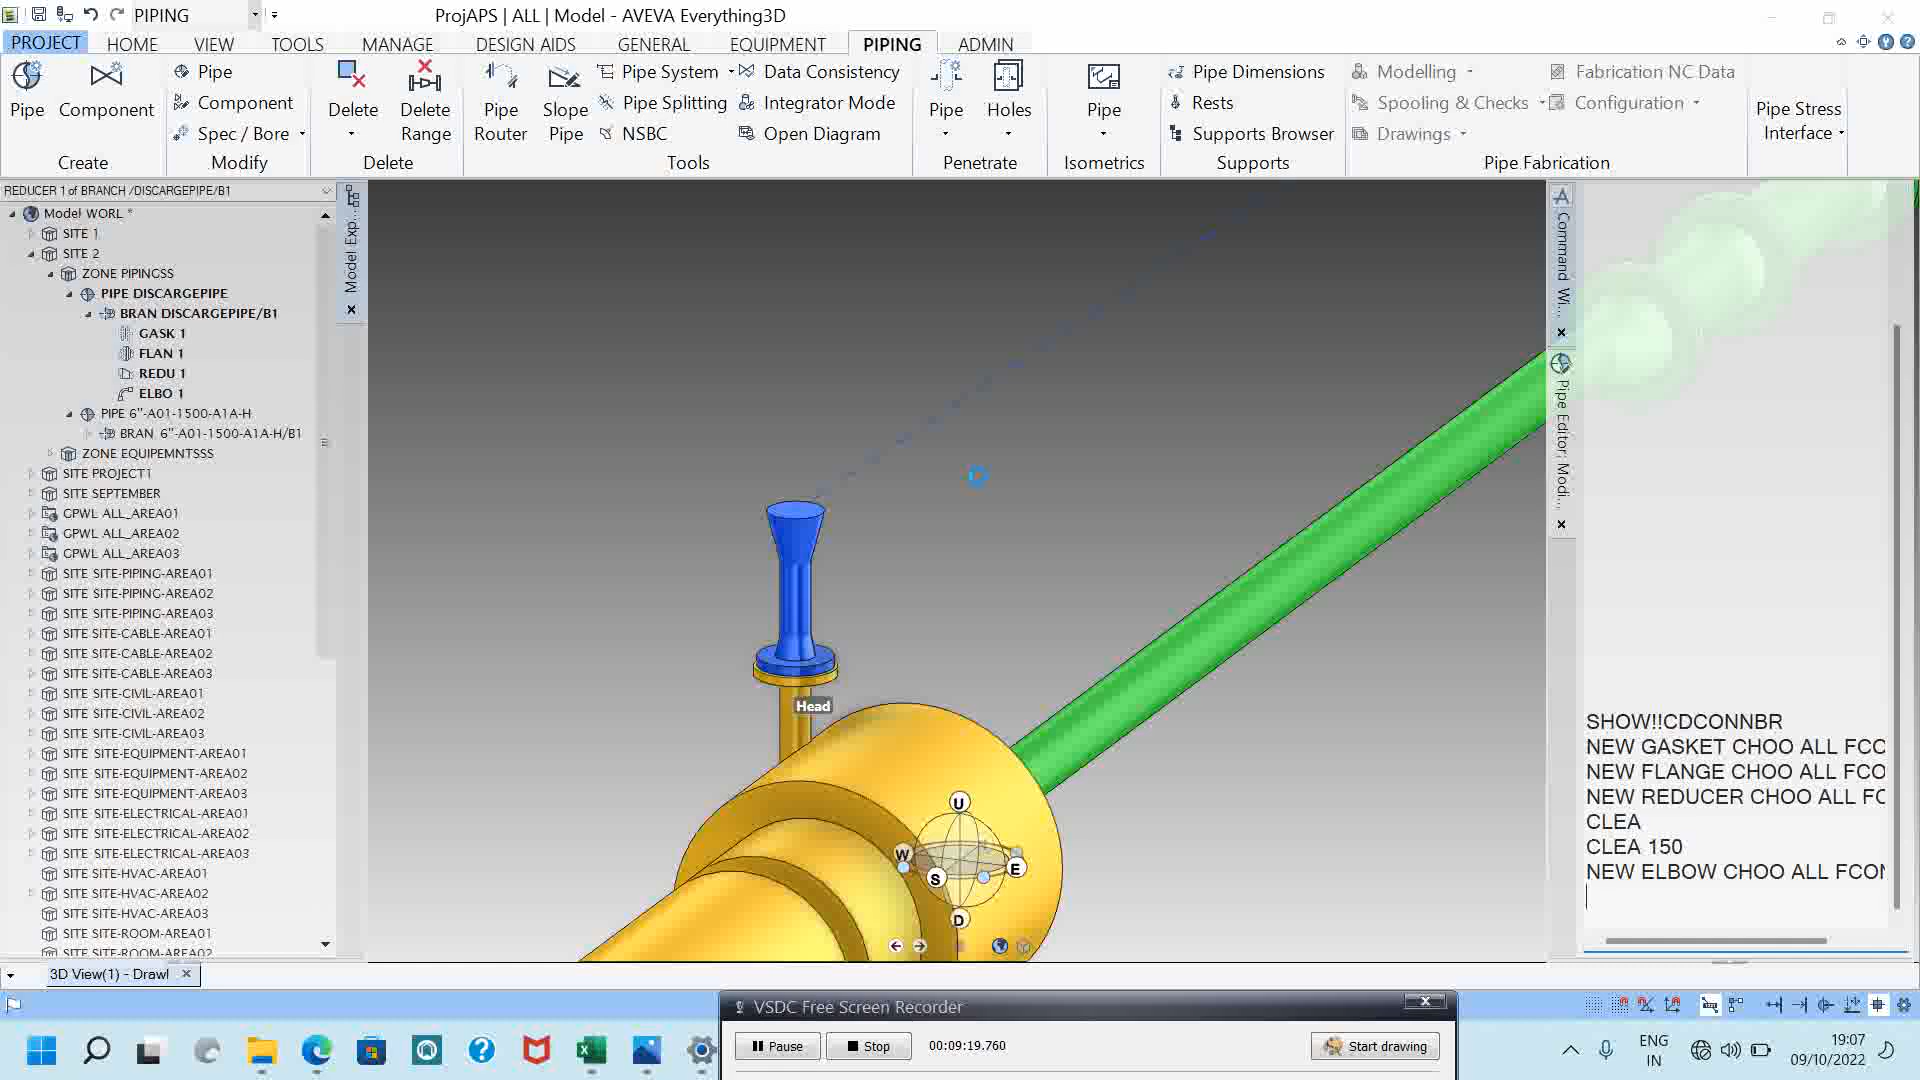 PIPING
ProjAPS | ALL | Model - AVEVA Everything3D
PROJECT HOME VIEW TOOLS MANAGE DESIGN AIDS GENERAL EQUIPMENT PIPING ADMIN
Pipe
Component
Create
Pipe
Component
Spec / Bore
Modify
Delete
Delete Range
Delete
Pipe Router
Slope Pipe
Pipe System
Pipe Splitting
NSBC
Data Consistency
Integrator Mode
Open Diagram
Tools
Pipe
Holes
Penetrate
Pipe
Isometrics
Pipe Dimensions
Rests
Supports Browser
Supports
Modelling
Spooling & Checks
Drawings
Fabrication NC Data
Configuration
Pipe Fabrication
Pipe Stress
Interface
REDUCER 1 of BRANCH /DISCARGEPIPE/B1
Model WORL *
SITE 1
SITE 2
ZONE PIPINGSS
PIPE DISCARGEPIPE
BRAN DISCARGEPIPE/B1
GASK 1
FLAN 1
REDU 1
ELBO 1
PIPE 6"-A01-1500-A1A-H
BRAN 6"-A01-1500-A1A-H/B1
ZONE EQUIPEMNTSSS
SITE PROJECT1
SITE SEPTEMBER
GPWL ALL_AREA01
GPWL ALL_AREA02
GPWL ALL_AREA03
SITE SITE-PIPING-AREA01
SITE SITE-PIPING-AREA02
SITE SITE-PIPING-AREA03
SITE SITE-CABLE-AREA01
SITE SITE-CABLE-AREA02
SITE SITE-CABLE-AREA03
SITE SITE-CIVIL-AREA01
SITE SITE-CIVIL-AREA02
SITE SITE-CIVIL-AREA03
SITE SITE-EQUIPMENT-AREA01
SITE SITE-EQUIPMENT-AREA02
SITE SITE-EQUIPMENT-AREA03
SITE SITE-ELECTRICAL-AREA01
SITE SITE-ELECTRICAL-AREA02
SITE SITE-ELECTRICAL-AREA03
SITE SITE-HVAC-AREA01
SITE SITE-HVAC-AREA02
SITE SITE-HVAC-AREA03
SITE SITE-ROOM-AREA01
SITE SITE-ROOM-AREA02
Model Exp...
Head
U
W
E
S
D
Command Wi...
Pipe Editor: Modi...
SHOW!!CDCONNBR
NEW GASKET CHOO ALL FCO
NEW FLANGE CHOO ALL FCO
NEW REDUCER CHOO ALL FC
CLEA
CLEA 150
NEW ELBOW CHOO ALL FCON
3D View(1) - Drawl
VSDC Free Screen Recorder
Pause
Stop
00:09:19.760
Start drawing
ENG
IN
19:07
09/10/2022